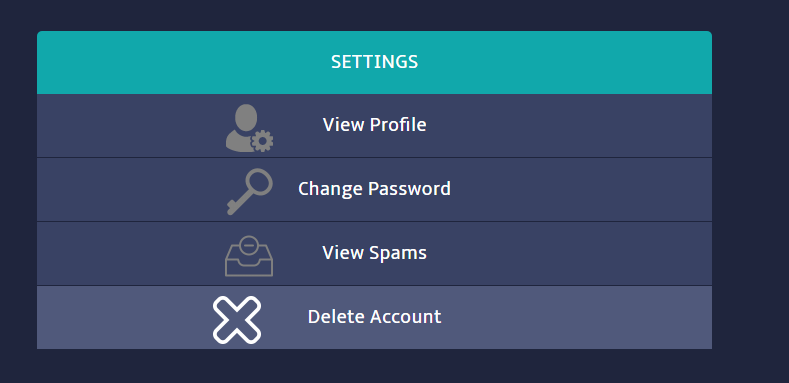 SETTINGS
View Profile
Change Password
View Spams
Delete Account